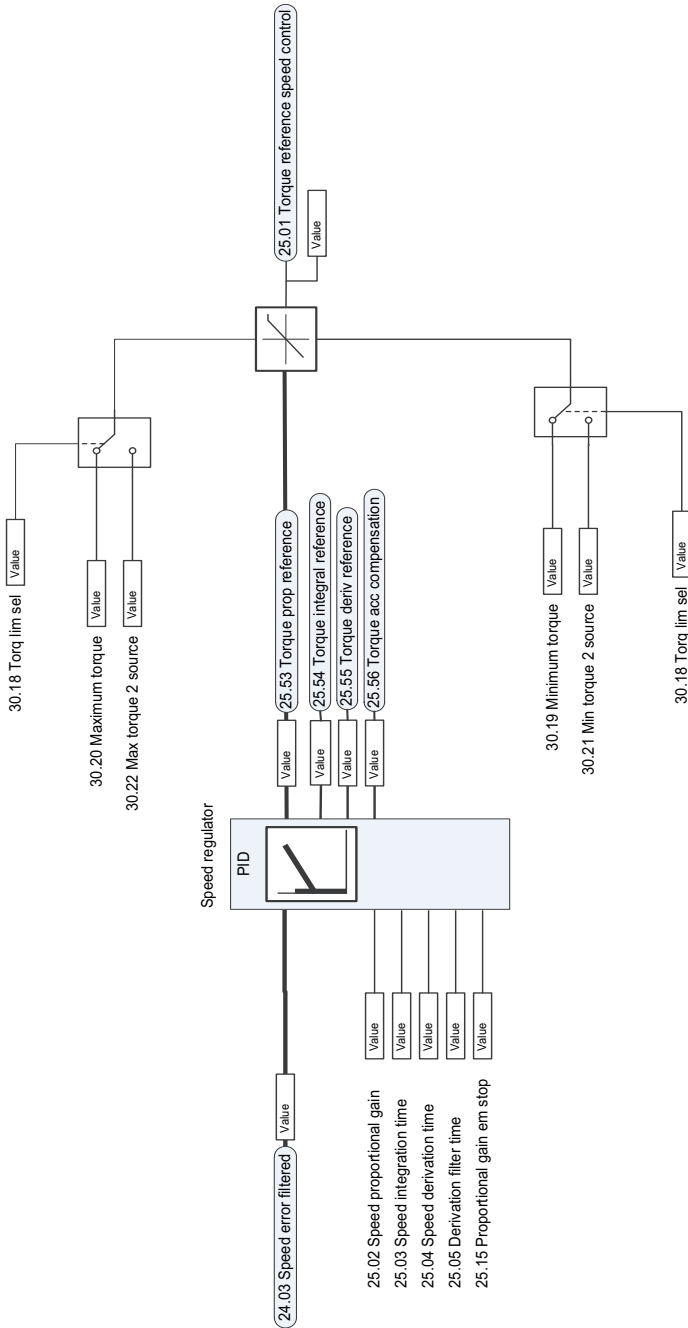 30.18 Torq lim sel
Value
30.20 Maximum torque
Value
30.22 Max torque 2 source
Value
Speed regulator
PID
24.03 Speed error filtered
Value
Value
25.53 Torque prop reference
Value
25.54 Torque integral reference
Value
25.55 Torque deriv reference
Value
25.56 Torque acc compensation
25.01 Torque reference speed control
Value
25.02 Speed proportional gain
Value
25.03 Speed integration time
Value
25.04 Speed derivation time
Value
25.05 Derivation filter time
Value
25.15 Proportional gain em stop
Value
30.19 Minimum torque
Value
30.21 Min torque 2 source
Value
30.18 Torq lim sel
Value